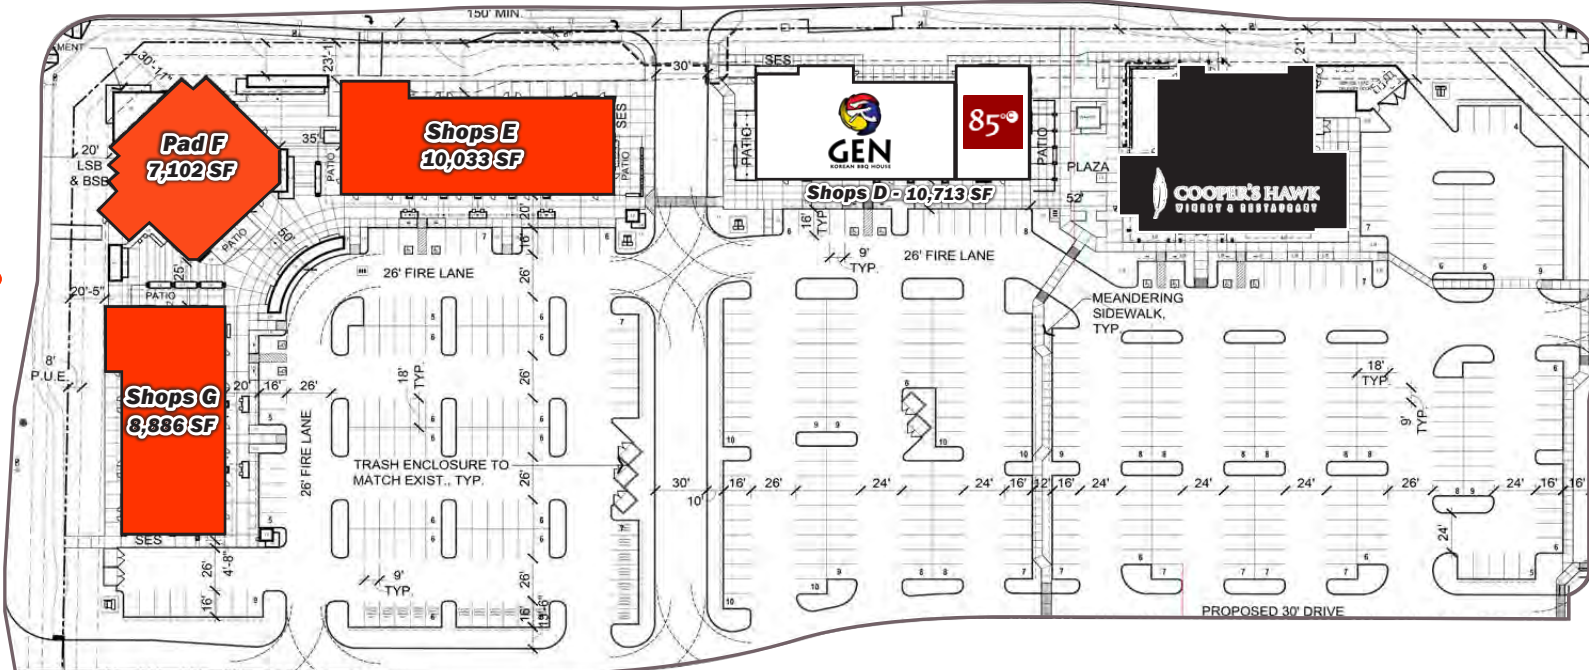 150' MIN.
MENT
30'-11"
23'-1
30'
SES
SES
21'
Pad F
7,102 SF
Shops E
10,033 SF
GEN
KOREAN BBQ HOUSE
85°C
Shops D - 10,713 SF
COOPER'S HAWK
WINERY & RESTAURANT
20'
LSB
& BSB
35'
PATIO
PATIO
PATIO
PATIO
PLAZA
52'
PATIO
50'
25'
PATIO
20'-5"
20'
16'
26'
7
8
16'
TYP.
9'
TYP.
26' FIRE LANE
26' FIRE LANE
MEANDERING
SIDEWALK,
TYP.
8'
P.U.E.
Shops G
8,886 SF
20'
16'
26'
18'
TYP.
26'
18'
TYP.
9'
TYP.
26' FIRE LANE
TRASH ENCLOSURE TO
MATCH EXIST., TYP.
26'
30'
10'
16'
26'
24'
24'
16'
12'
16'
24'
24'
24'
24'
26'
24'
16'
16'
24'
SES
4'-8"
26'
16'
9'
TYP.
26'
16'
PROPOSED 30' DRIVE